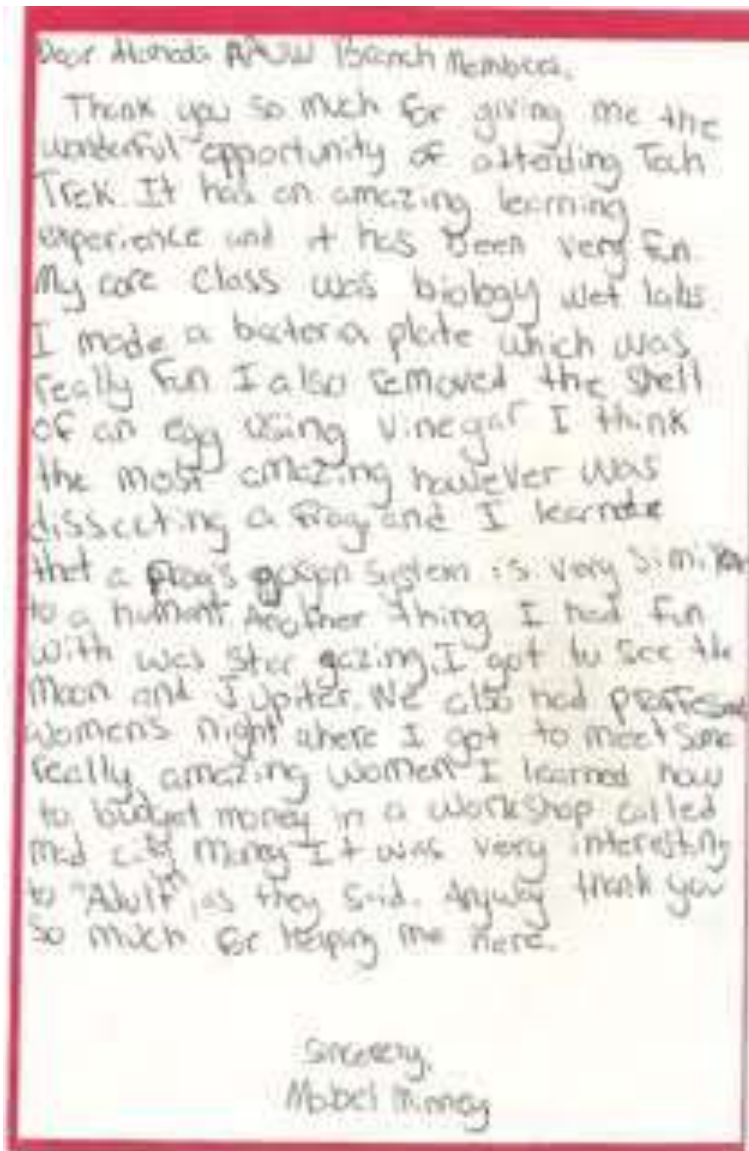 Dear Alameda AAUW Branch Members,
Thank you so much for giving me the
wonderful opportunity of attending Tech
Trek. It has an amazing learning
experience and it has been very fun.
My core class was biology wet labs.
I made a bacteria plate which was
really fun I also removed the shell
of an egg using vinegar I think
the most amazing however was
dissecting a frog and I learned
that a frog's system is very similar
to a human. Another thing I had fun
with was star gazing, I got to see the
Moon and Jupiter. We also had
womens night where I got to meet some
really amazing women I learned how
to budget money in a workshop called
mad city money It was very interesting
to "Adult" as they said. Anyway thank you
so much for helping me here.
Sincerely,
Mabel